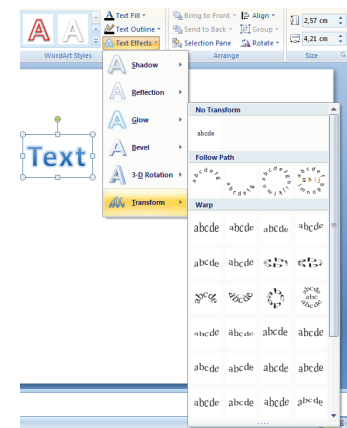 A A Text Fill Bring to Front Align 2,57 cm
Text Outline Send to Back Group
Text Effects Selection Pane Rotate 4,21 cm
WordArt Styles Arrange Size
Shadow
Reflection
Glow
Bevel
3-D Rotation
Transform
Text
No Transform
abcde
Follow Path
Warp
abcde abcde abcde abcde
abcde abcde
abcde abcde abcde abcde
abcde abcde abcde abcde
abcde abcde abcde abcde